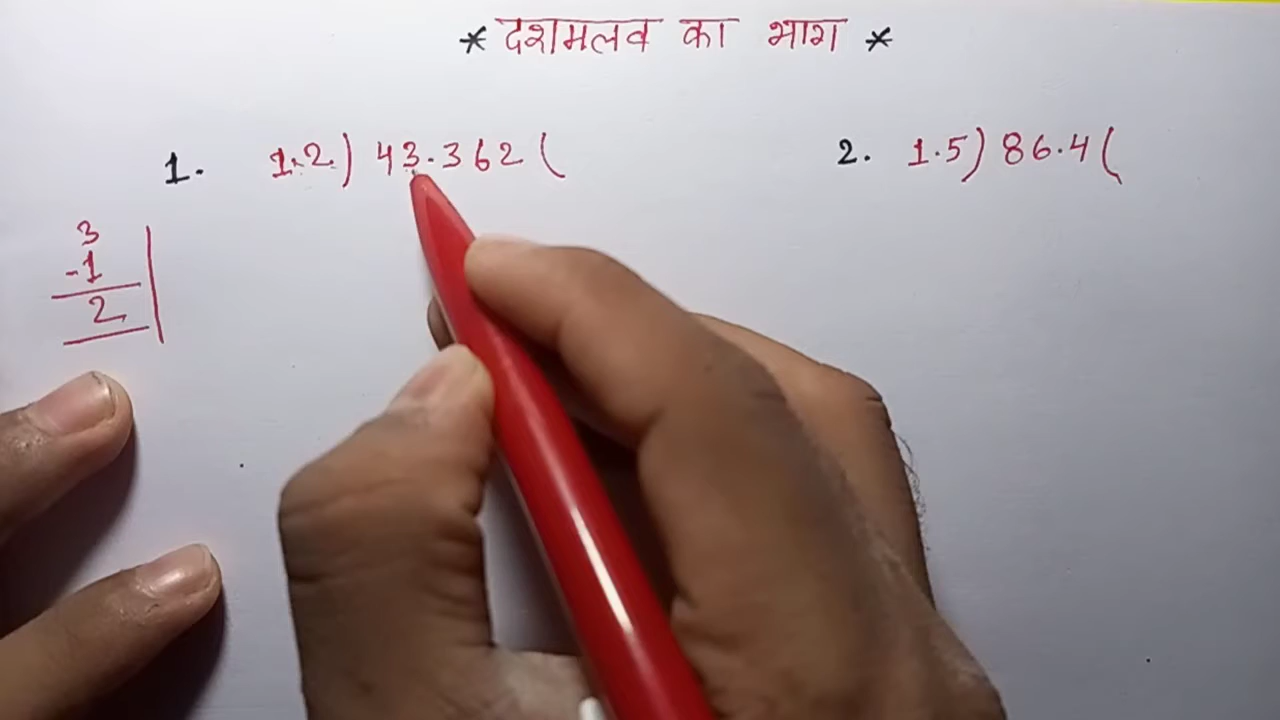 * दशमलव का भाग *
1. 1.2.) 43.362 (
2. 1.5) 86.4 (
3
-1
2